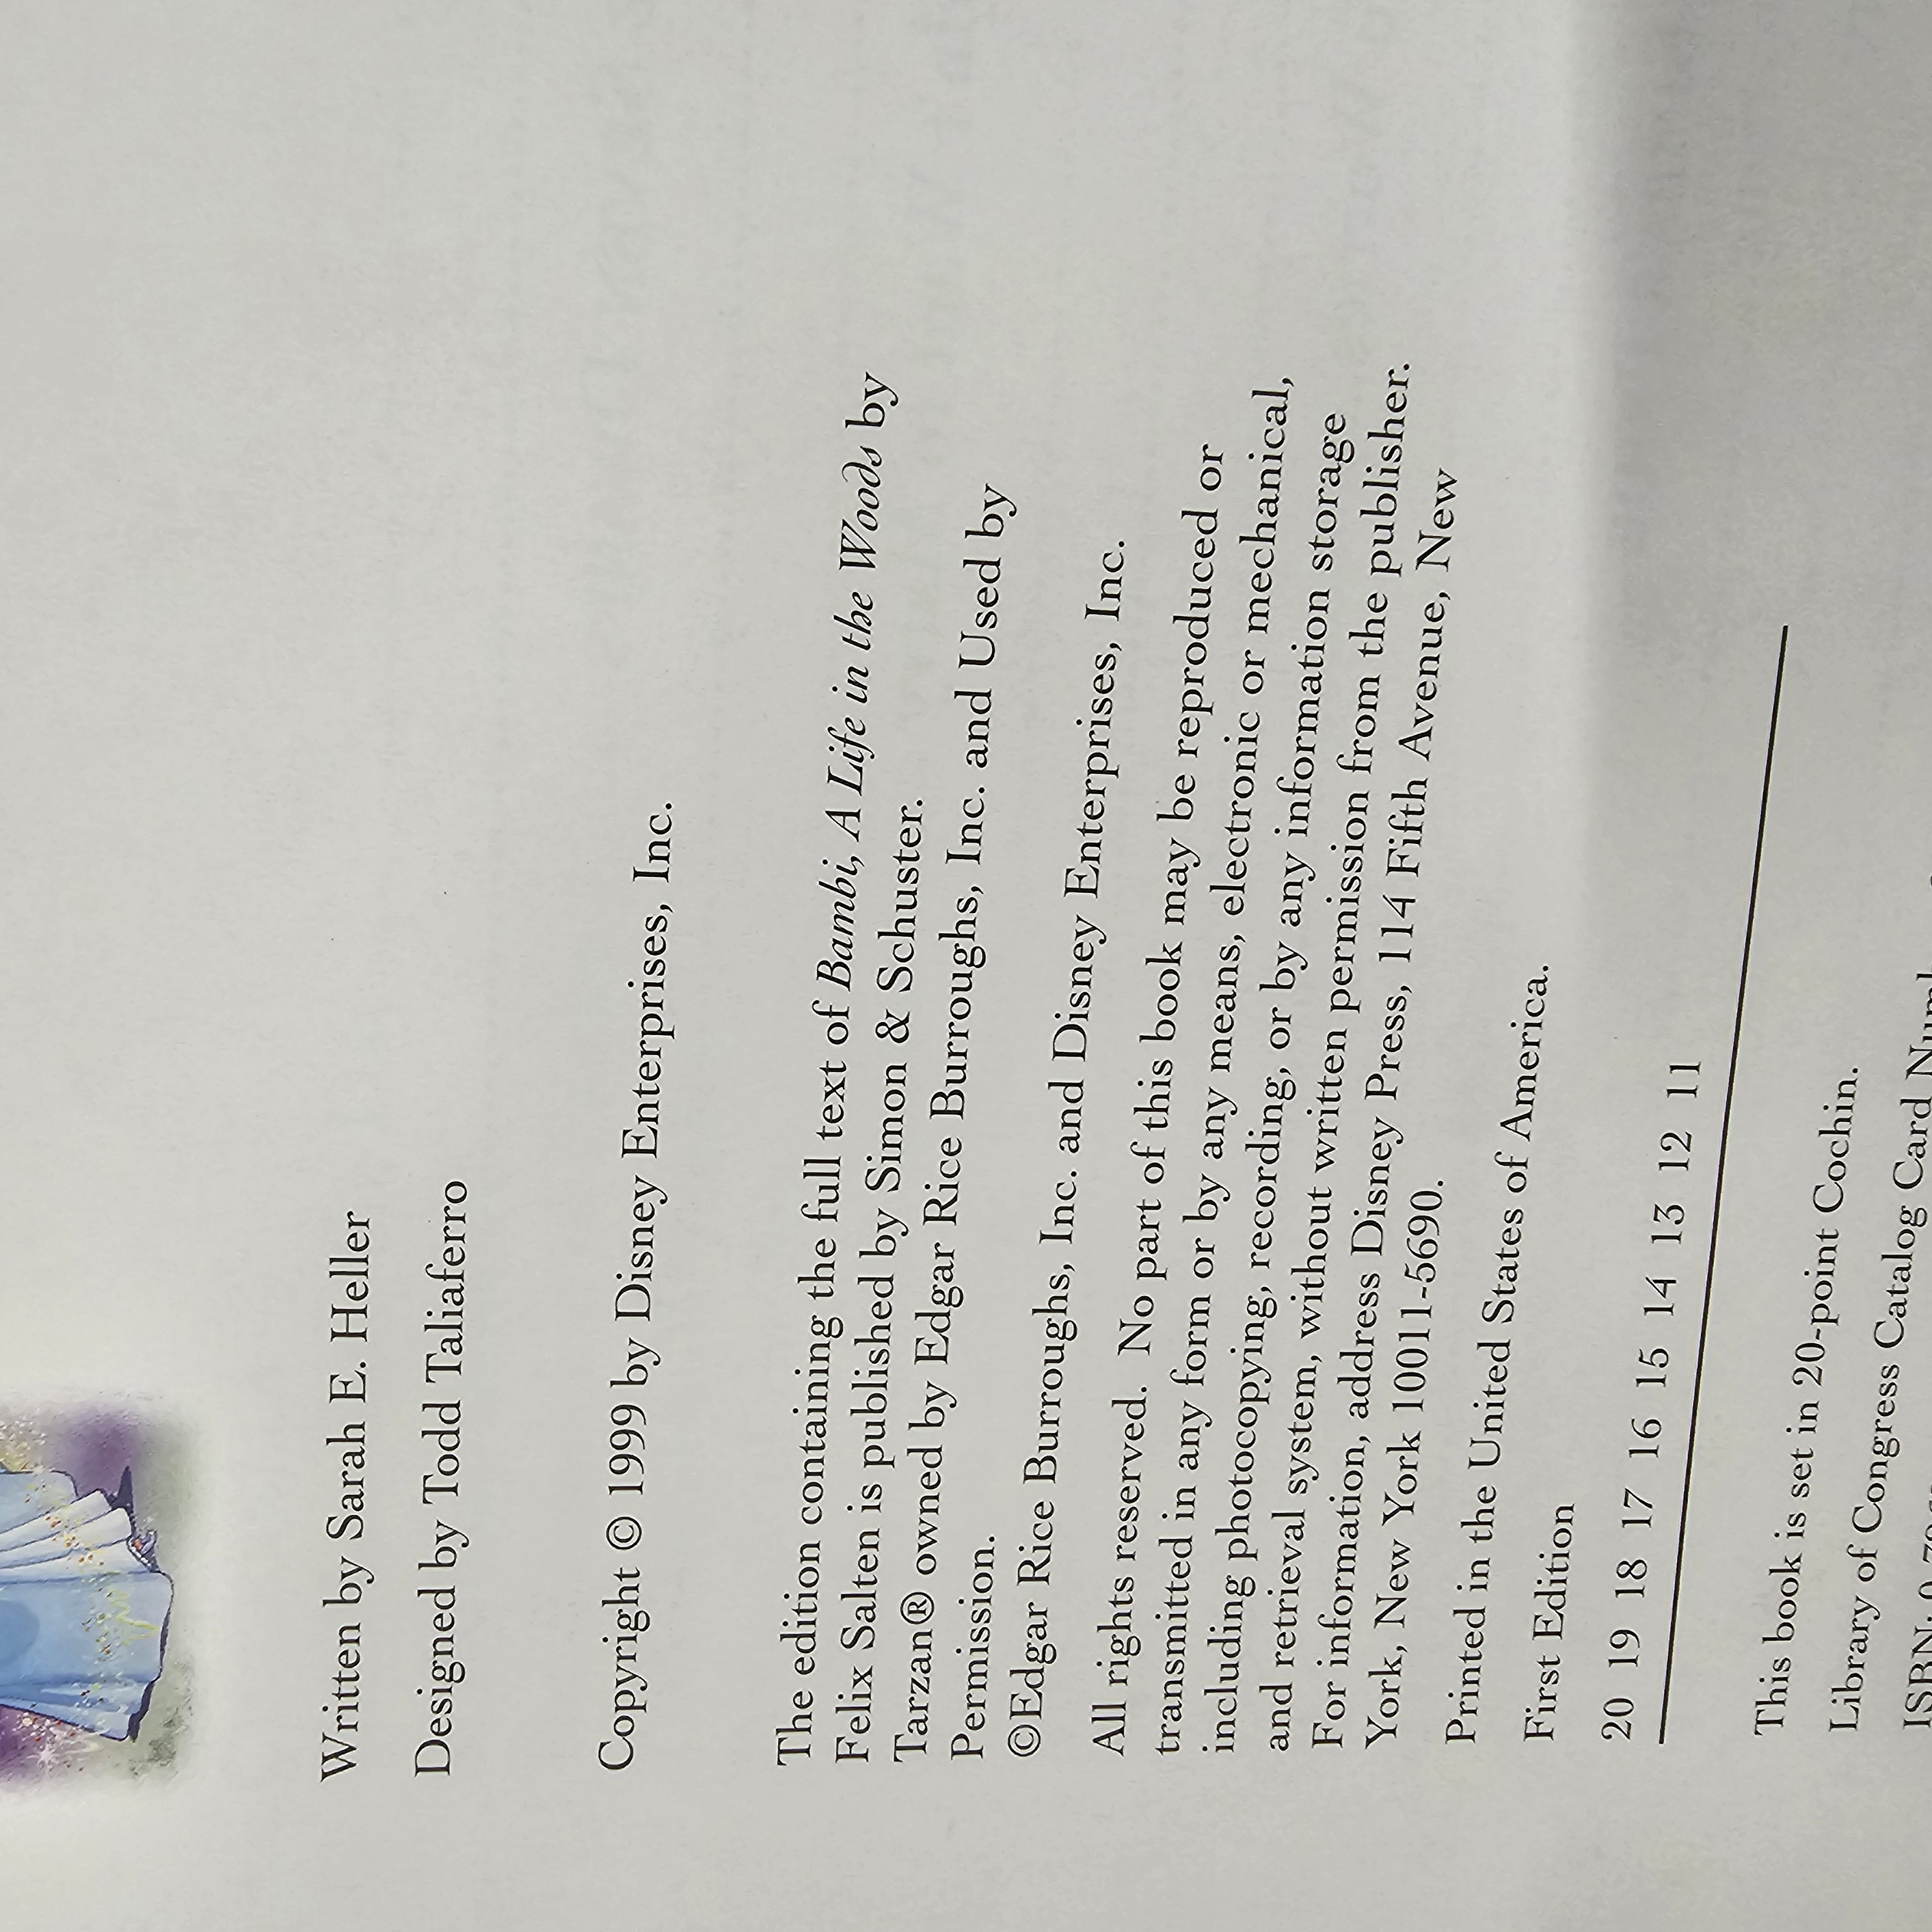 Written by Sarah E. Heller
Designed by Todd Taliaferro
Copyright © 1999 by Disney Enterprises, Inc.
The edition containing the full text of Bambi, A Life in the Woods by
Felix Salten is published by Simon & Schuster.
Tarzan® owned by Edgar Rice Burroughs, Inc. and Used by
Permission.
©Edgar Rice Burroughs, Inc. and Disney Enterprises, Inc.
All rights reserved. No part of this book may be reproduced or
transmitted in any form or by any means, electronic or mechanical,
including photocopying, recording, or by any information storage
and retrieval system, without written permission from the publisher.
For information, address Disney Press, 114 Fifth Avenue, New
York, New York 10011-5690.
Printed in the United States of America.
First Edition
20 19 18 17 16 15 14 13 12 11
This book is set in 20-point Cochin.
Library of Congress Catalog Card
ISBN: